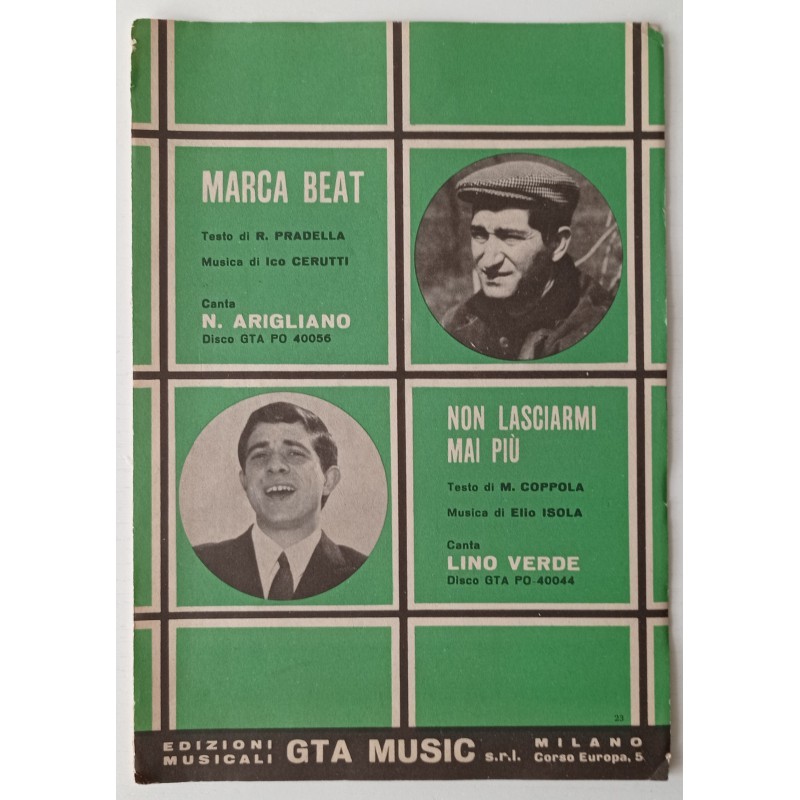 MARCA BEAT
Testo di R. PRADELLA
Musica di Ico CERUTTI
Canta
N. ARIGLIANO
Disco GTA PO 40056
NON LASCIARMI
MAI PIÙ
Testo di M. COPPOLA
Musica di Elio ISOLA
Canta
LINO VERDE
Disco GTA PO-40044
23
EDIZIONI
MUSICALI
GTA MUSIC s.r.l.
MILANO
Corso Europa, 5